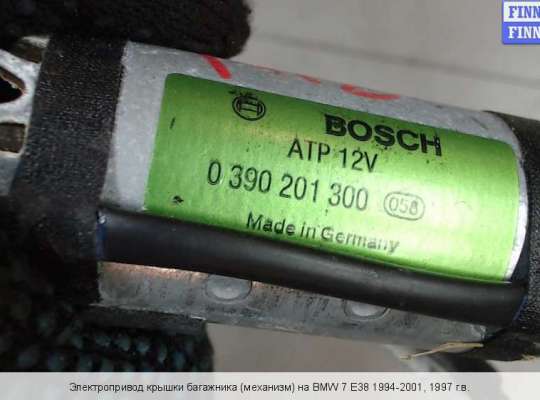 FINN
FINN
BOSCH
ATP 12V
0 390 201 300 058
Made in Germany
Электропривод крышки багажника (механизм) на BMW 7 E38 1994-2001, 1997 г.в.